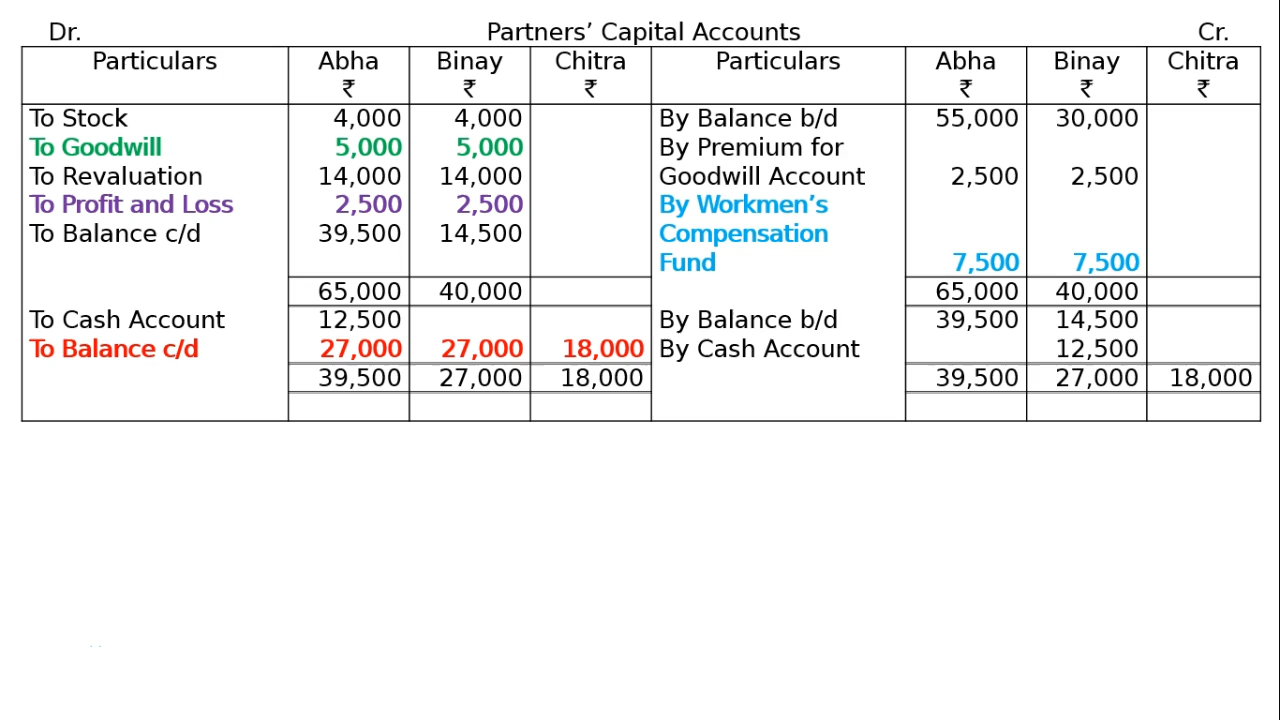 Dr. Partners’ Capital Accounts Cr.
Particulars Abha Binay Chitra Particulars Abha Binay Chitra
₹ ₹ ₹ ₹ ₹ ₹
To Stock 4,000 4,000 By Balance b/d 55,000 30,000
To Goodwill 5,000 5,000 By Premium for
To Revaluation 14,000 14,000 Goodwill Account 2,500 2,500
To Profit and Loss 2,500 2,500 By Workmen’s
To Balance c/d 39,500 14,500 Compensation
Fund 7,500 7,500
65,000 40,000 65,000 40,000
To Cash Account 12,500 By Balance b/d 39,500 14,500
To Balance c/d 27,000 27,000 18,000 By Cash Account 12,500
39,500 27,000 18,000 39,500 27,000 18,000